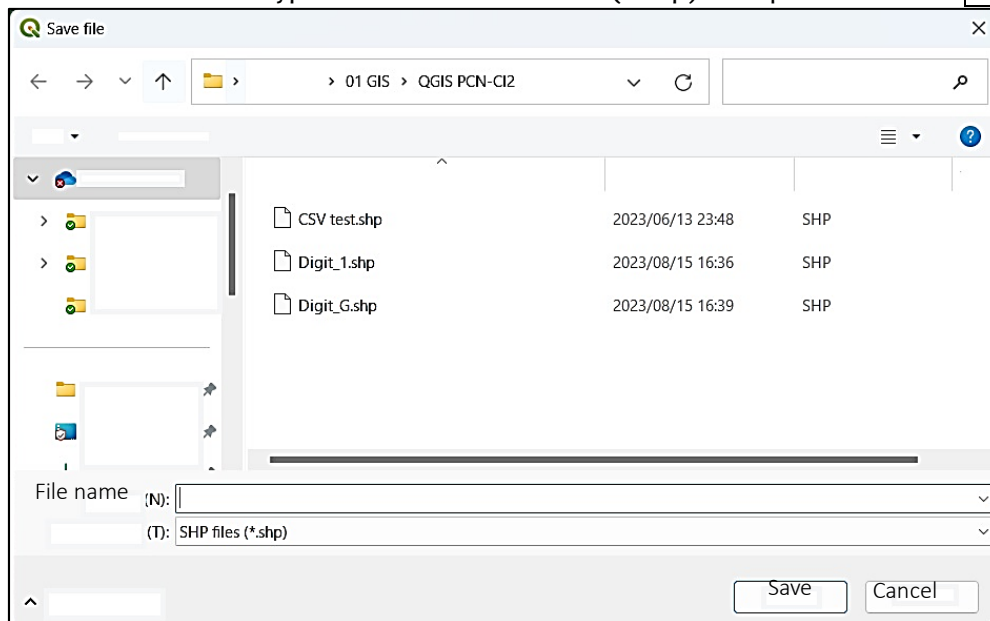 Save file
01 GIS > QGIS PCN-CI2
CSV test.shp 2023/06/13 23:48 SHP
Digit_1.shp 2023/08/15 16:36 SHP
Digit_G.shp 2023/08/15 16:39 SHP
File name (N):
(T): SHP files (*.shp)
Save Cancel